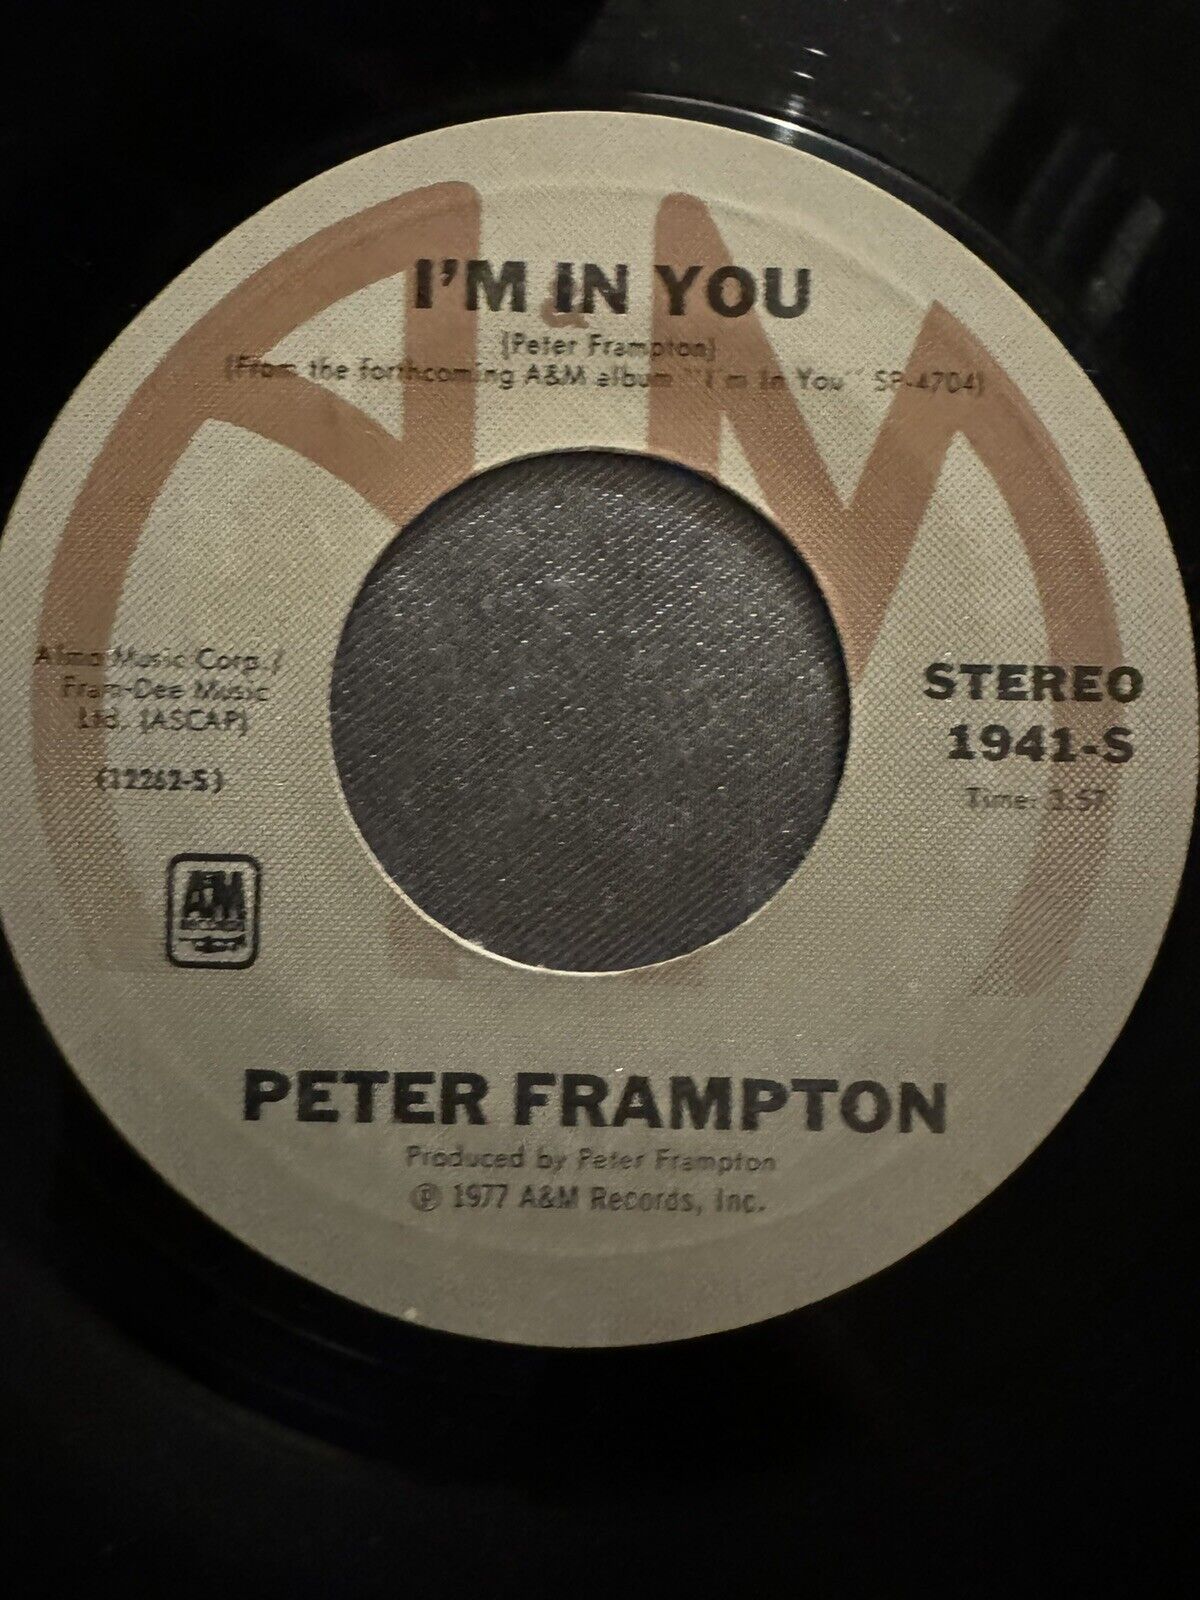 I'M IN YOU
(Peter Frampton)
(From the forthcoming A&M album "I'm In You" SP-4704)
Almo Music Corp./
Fram-Dee Music
Ltd. (ASCAP)
(12262-S)
STEREO
1941-S
Time: 3:57
A&M
RECORDS
PETER FRAMPTON
Produced by Peter Frampton
℗ 1977 A&M Records, Inc.